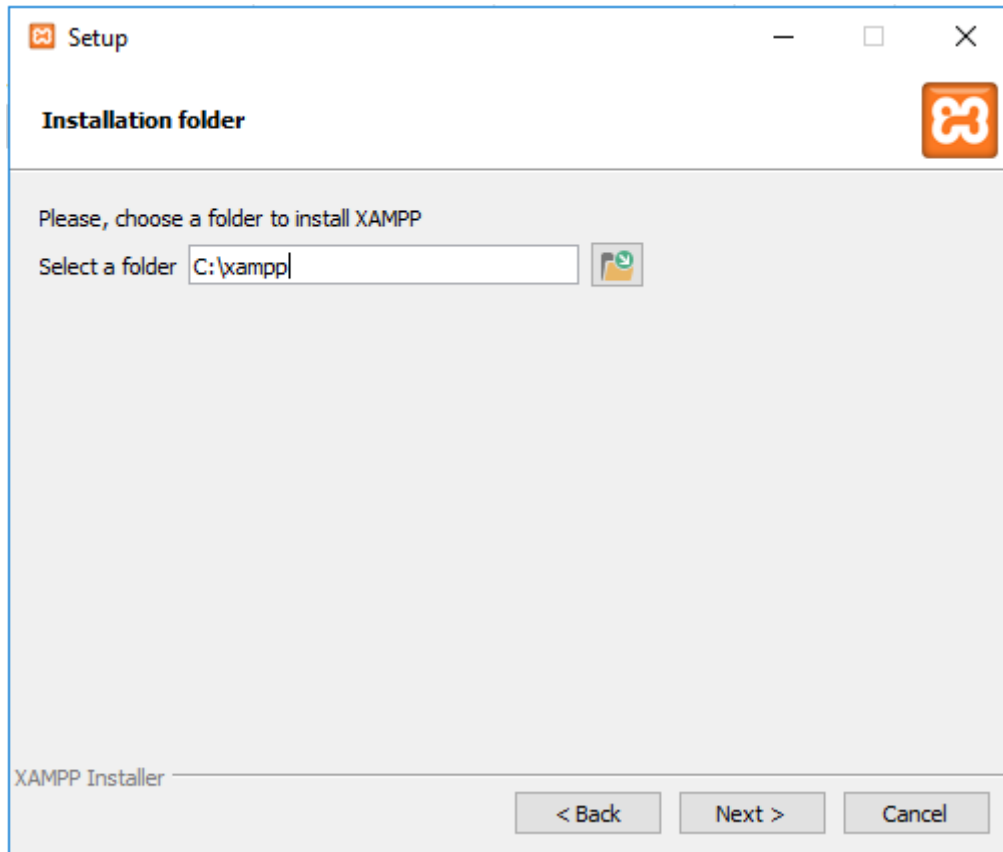 Setup
Installation folder
Please, choose a folder to install XAMPP
Select a folder C:\xampp
XAMPP Installer
< Back Next > Cancel